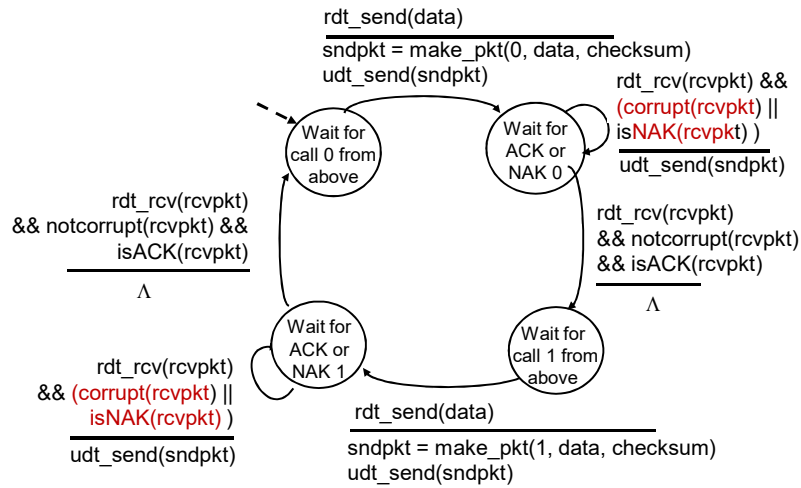 rdt_send(data)
sndpkt = make_pkt(0, data, checksum)
udt_send(sndpkt)
Wait for
call 0 from
above
Wait for
ACK or
NAK 0
rdt_rcv(rcvpkt) &&
(corrupt(rcvpkt) ||
isNAK(rcvpkt) )
udt_send(sndpkt)
rdt_rcv(rcvpkt)
&& notcorrupt(rcvpkt) &&
isACK(rcvpkt)
Λ
rdt_rcv(rcvpkt)
&& notcorrupt(rcvpkt)
&& isACK(rcvpkt)
Λ
Wait for
ACK or
NAK 1
Wait for
call 1 from
above
rdt_rcv(rcvpkt)
&& (corrupt(rcvpkt) ||
isNAK(rcvpkt) )
udt_send(sndpkt)
rdt_send(data)
sndpkt = make_pkt(1, data, checksum)
udt_send(sndpkt)